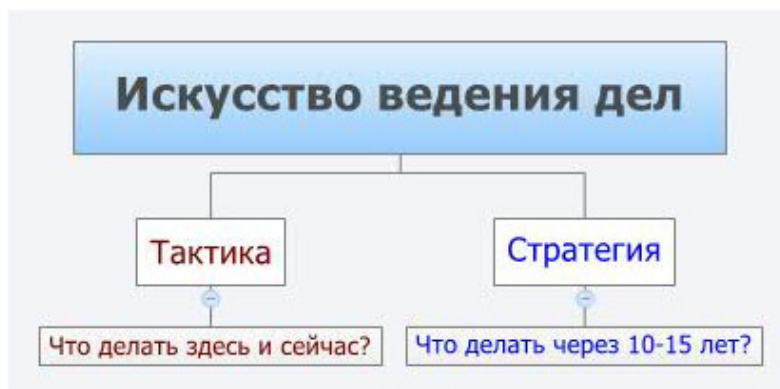 Искусство ведения дел
Тактика
Стратегия
Что делать здесь и сейчас?
Что делать через 10-15 лет?